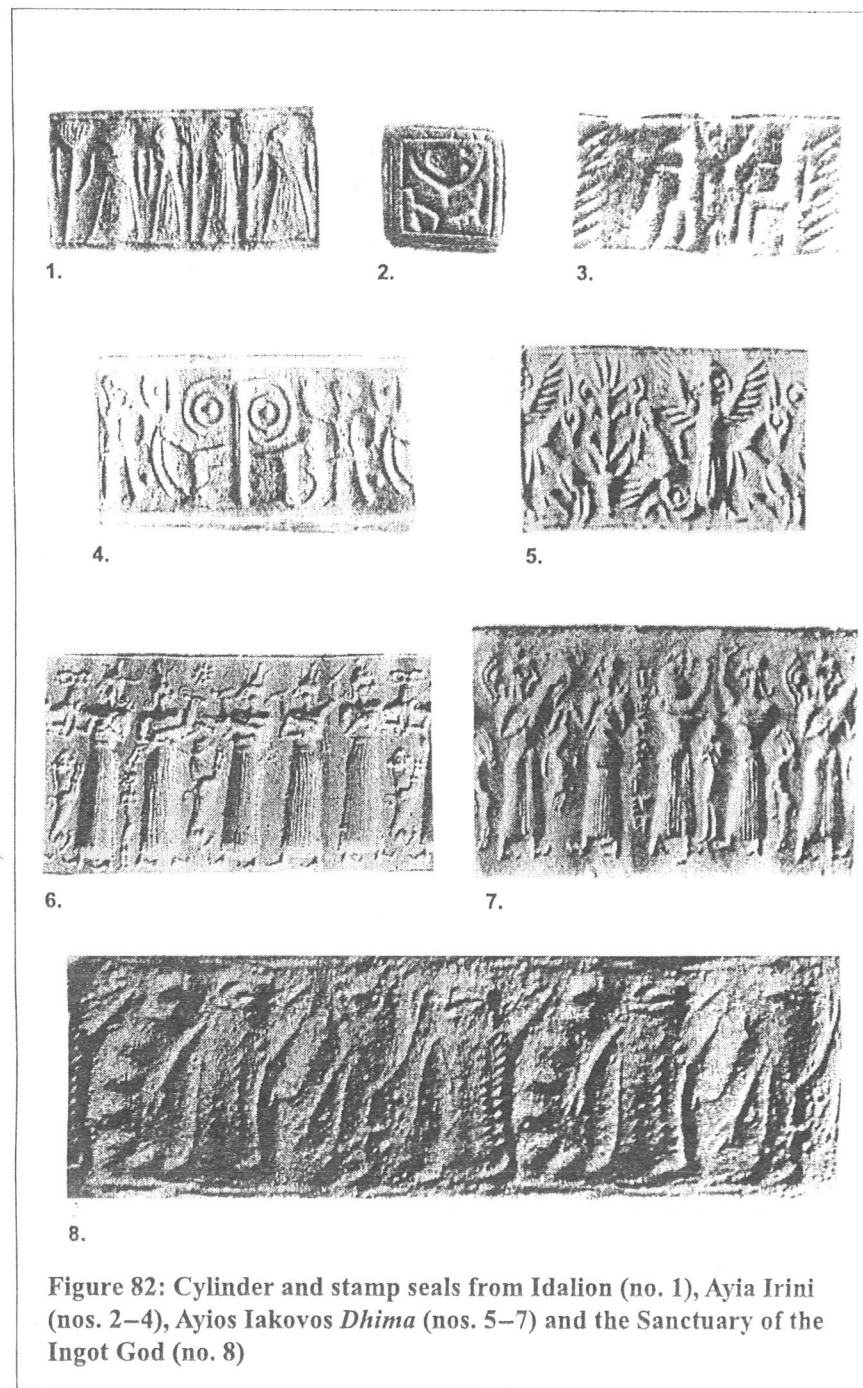 1.
2.
3.
4.
5.
6.
7.
8.
Figure 82: Cylinder and stamp seals from Idalion (no. 1), Ayia Irini
(nos. 2–4), Ayios Iakovos Dhima (nos. 5–7) and the Sanctuary of the
Ingot God (no. 8)